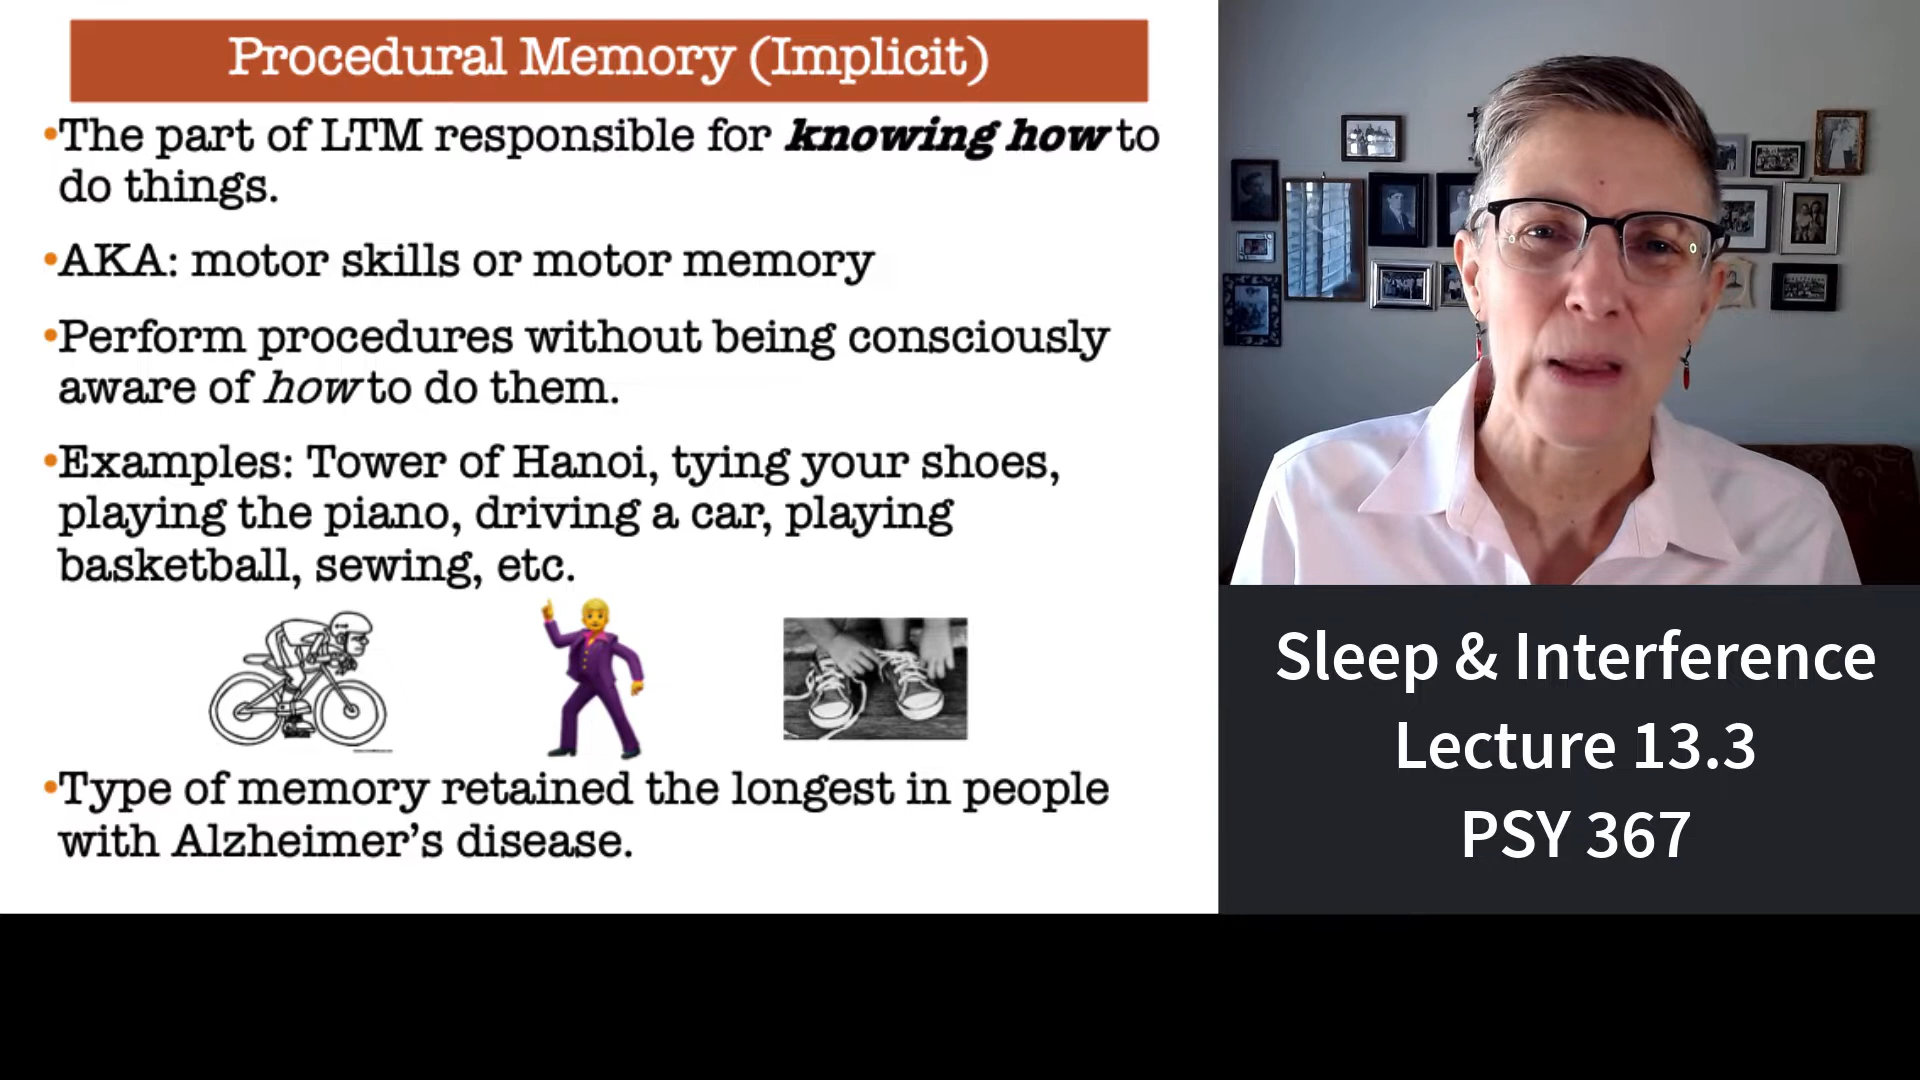 Procedural Memory (Implicit)
•The part of LTM responsible for knowing how to
do things.
•AKA: motor skills or motor memory
•Perform procedures without being consciously
aware of how to do them.
•Examples: Tower of Hanoi, tying your shoes,
playing the piano, driving a car, playing
basketball, sewing, etc.
•Type of memory retained the longest in people
with Alzheimer’s disease.
Sleep & Interference
Lecture 13.3
PSY 367